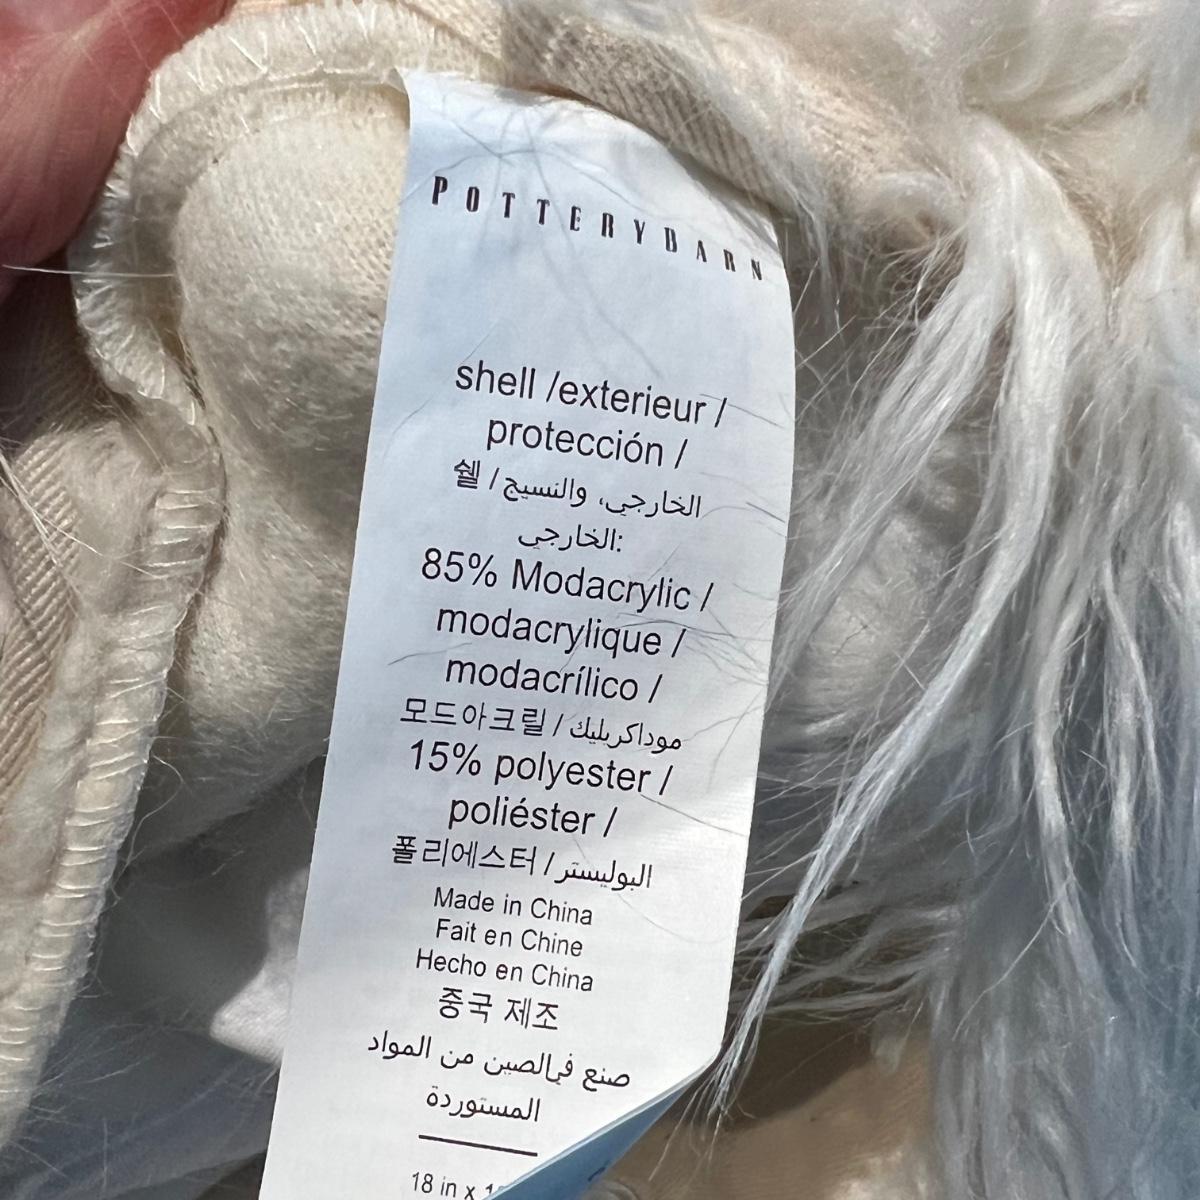 POTTERYBARN
shell /exterieur /
protección /
쉘 / الخارجي، والنسيج
الخارجي:
85% Modacrylic /
modacrylique /
modacrílico /
모드아크릴 / موداكريليك
15% polyester /
poliéster /
폴리에스터 / البوليستر
Made in China
Fait en Chine
Hecho en China
중국 제조
صنع في الصين من المواد
المستوردة
18 in x